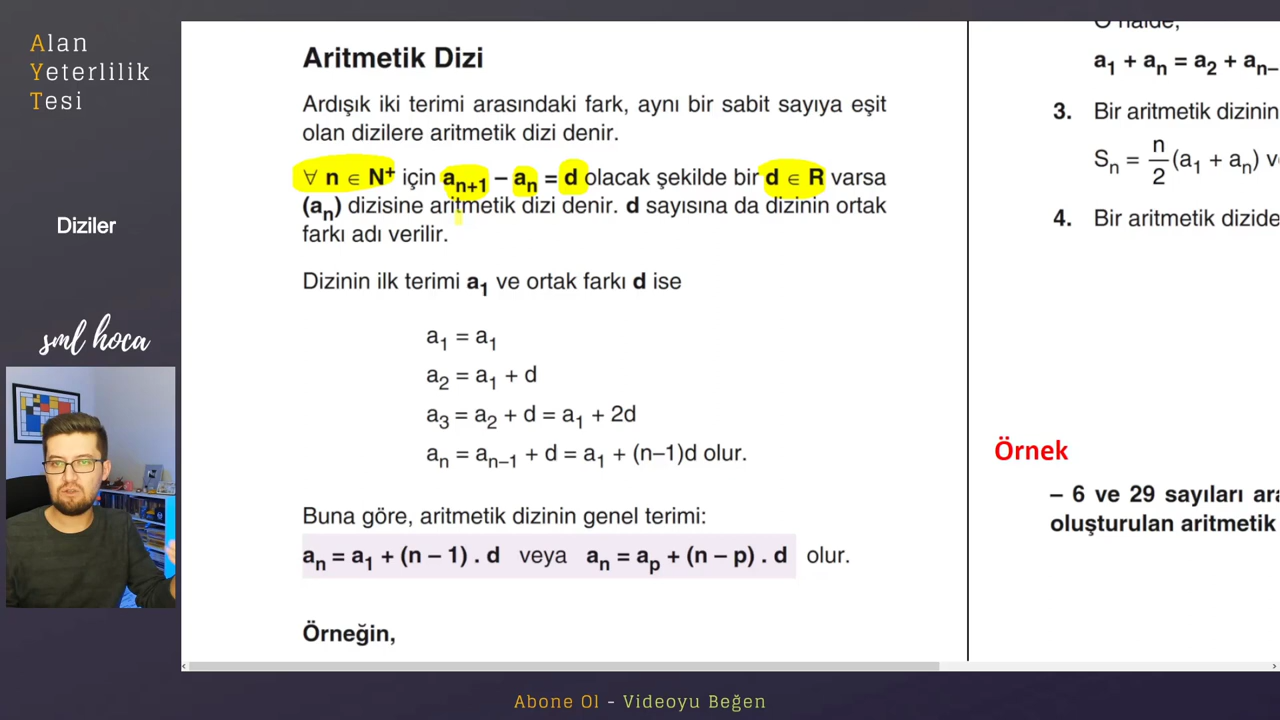 Alan
Yeterlilik
Tesi
Diziler
sml hoca
Aritmetik Dizi
Ardışık iki terimi arasındaki fark, aynı bir sabit sayıya eşit
olan dizilere aritmetik dizi denir.
∀ n ∈ N⁺ için aₙ₊₁ – aₙ = d olacak şekilde bir d ∈ R varsa
(aₙ) dizisine aritmetik dizi denir. d sayısına da dizinin ortak
farkı adı verilir.
Dizinin ilk terimi a₁ ve ortak farkı d ise
a₁ = a₁
a₂ = a₁ + d
a₃ = a₂ + d = a₁ + 2d
aₙ = aₙ₋₁ + d = a₁ + (n–1)d olur.
Buna göre, aritmetik dizinin genel terimi:
aₙ = a₁ + (n – 1) . d veya aₙ = aₚ + (n – p) . d olur.
Örneğin,
O halde,
a₁ + aₙ = a₂ + aₙ₋
3. Bir aritmetik dizinin
Sₙ = n/2 (a₁ + aₙ) v
4. Bir aritmetik dizide
Örnek
– 6 ve 29 sayıları ara
oluşturulan aritmetik
Abone Ol - Videoyu Beğen